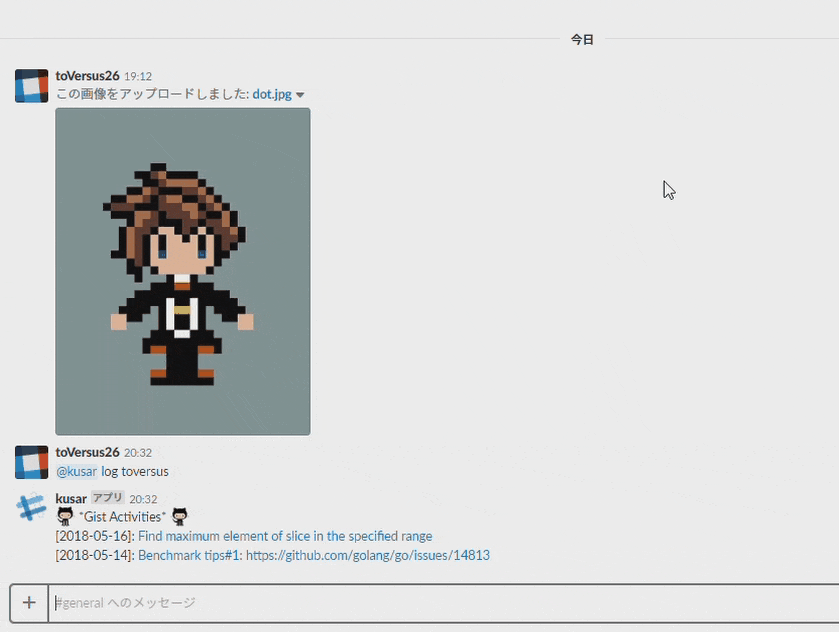 今日
toVersus26 19:12
この画像をアップロードしました: dot.jpg
toVersus26 20:32
@kusar log toversus
kusar アプリ 20:32
*Gist Activities*
[2018-05-16]: Find maximum element of slice in the specified range
[2018-05-14]: Benchmark tips#1: https://github.com/golang/go/issues/14813
#general へのメッセージ